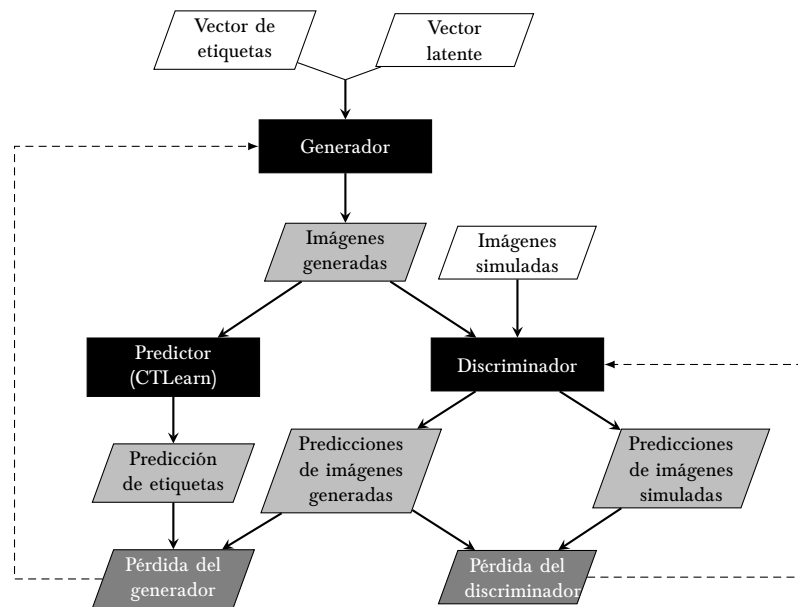 Vector de
etiquetas
Vector
latente
Generador
Imágenes
generadas
Imágenes
simuladas
Predictor
(CTLearn)
Discriminador
Predicción
de etiquetas
Predicciones
de imágenes
generadas
Predicciones
de imágenes
simuladas
Pérdida del
generador
Pérdida del
discriminador